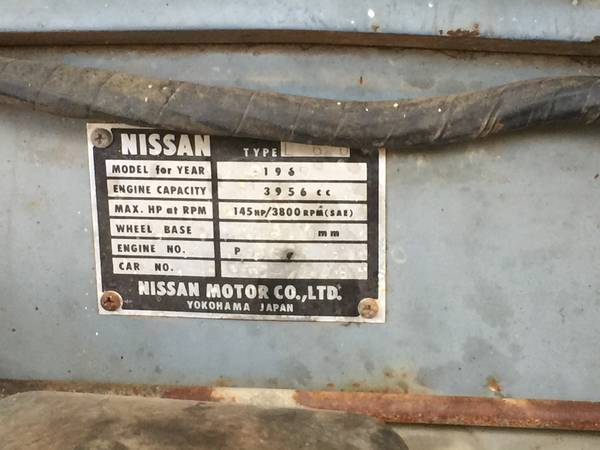 NISSAN TYPE
MODEL for YEAR 196
ENGINE CAPACITY 3956 cc
MAX. HP at RPM 145HP/3800RPM(SAE)
WHEEL BASE mm
ENGINE NO. P
CAR NO.
NISSAN MOTOR CO.,LTD.
YOKOHAMA JAPAN